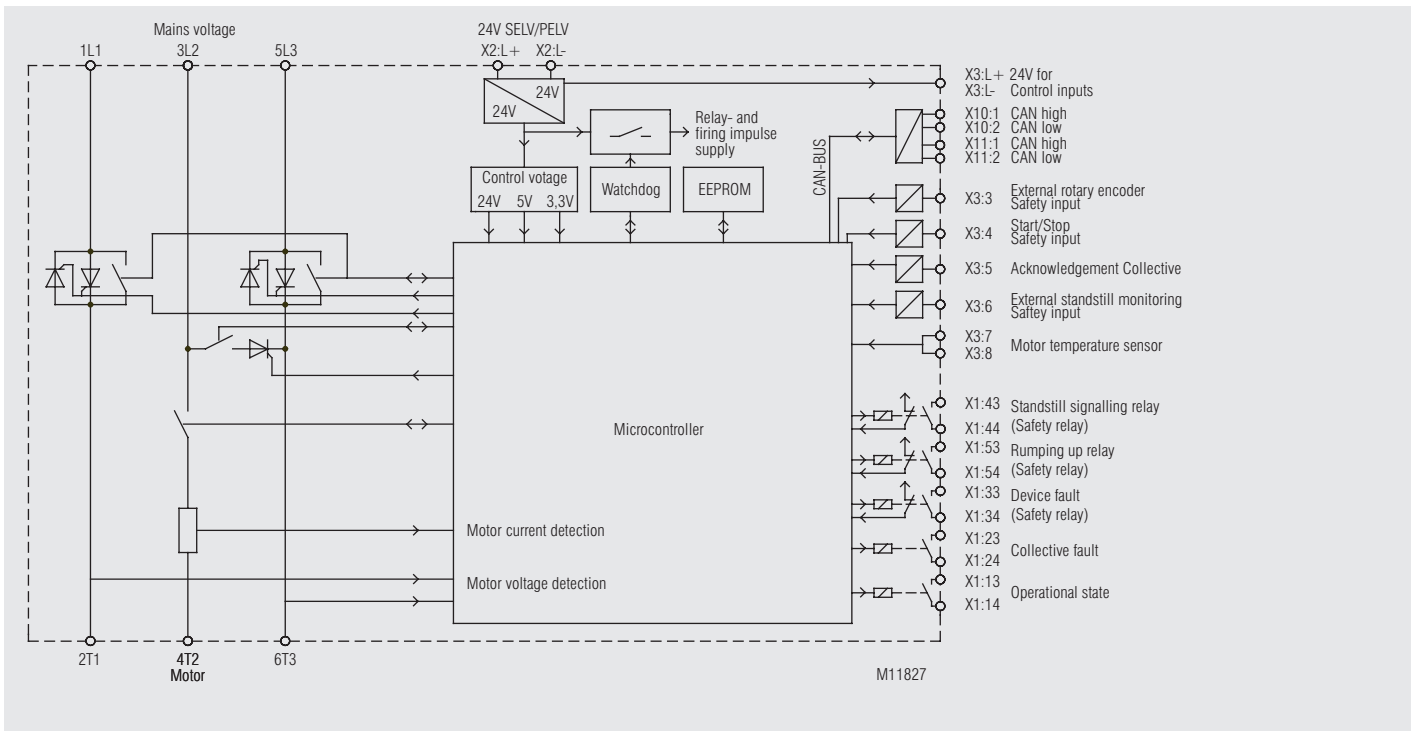 Mains voltage
24V SELV/PELV
1L1
3L2
5L3
X2:L+
X2:L-
24V
24V
Relay- and
firing impulse
supply
Control votage
24V
5V
3,3V
Watchdog
EEPROM
CAN-BUS
X3:L+ 24V for
X3:L- Control inputs
X10:1 CAN high
X10:2 CAN low
X11:1 CAN high
X11:2 CAN low
X3:3
External rotary encoder
Safety input
X3:4
Start/Stop
Safety input
X3:5 Acknowledgement Collective
X3:6
External standstill monitoring
Saftey input
X3:7
X3:8
Motor temperature sensor
Microcontroller
X1:43
X1:44
Standstill signalling relay
(Safety relay)
X1:53
X1:54
Rumping up relay
(Safety relay)
X1:33
X1:34
Device fault
(Safety relay)
X1:23
X1:24
Collective fault
X1:13
X1:14
Operational state
Motor current detection
Motor voltage detection
2T1
4T2
6T3
Motor
M11827